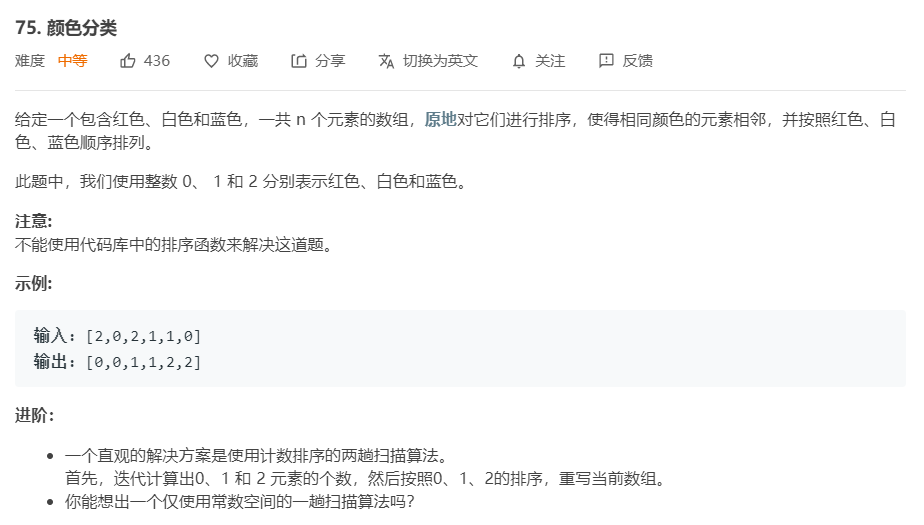 75. 颜色分类
难度 中等 436 收藏 分享 切换为英文 关注 反馈
给定一个包含红色、白色和蓝色，一共 n 个元素的数组，原地对它们进行排序，使得相同颜色的元素相邻，并按照红色、白
色、蓝色顺序排列。
此题中，我们使用整数 0、 1 和 2 分别表示红色、白色和蓝色。
注意:
不能使用代码库中的排序函数来解决这道题。
示例:
输入: [2,0,2,1,1,0]
输出: [0,0,1,1,2,2]
进阶：
• 一个直观的解决方案是使用计数排序的两趟扫描算法。
首先，迭代计算出0、1 和 2 元素的个数，然后按照0、1、2的排序，重写当前数组。
• 你能想出一个仅使用常数空间的一趟扫描算法吗？